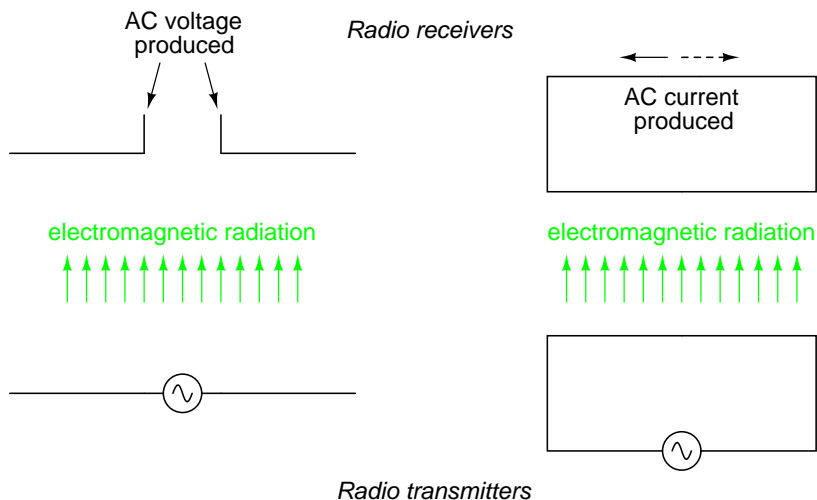 AC voltage
produced
Radio receivers
AC current
produced
electromagnetic radiation
electromagnetic radiation
Radio transmitters